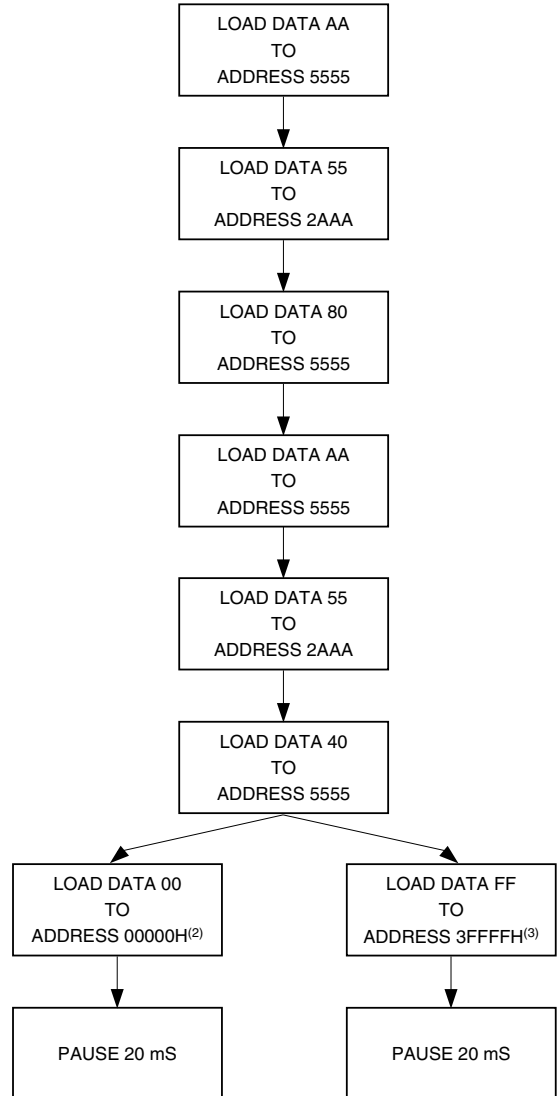 LOAD DATA AA
TO
ADDRESS 5555
LOAD DATA 55
TO
ADDRESS 2AAA
LOAD DATA 80
TO
ADDRESS 5555
LOAD DATA AA
TO
ADDRESS 5555
LOAD DATA 55
TO
ADDRESS 2AAA
LOAD DATA 40
TO
ADDRESS 5555
LOAD DATA 00
TO
ADDRESS 00000H(2)
PAUSE 20 mS
LOAD DATA FF
TO
ADDRESS 3FFFFH(3)
PAUSE 20 mS